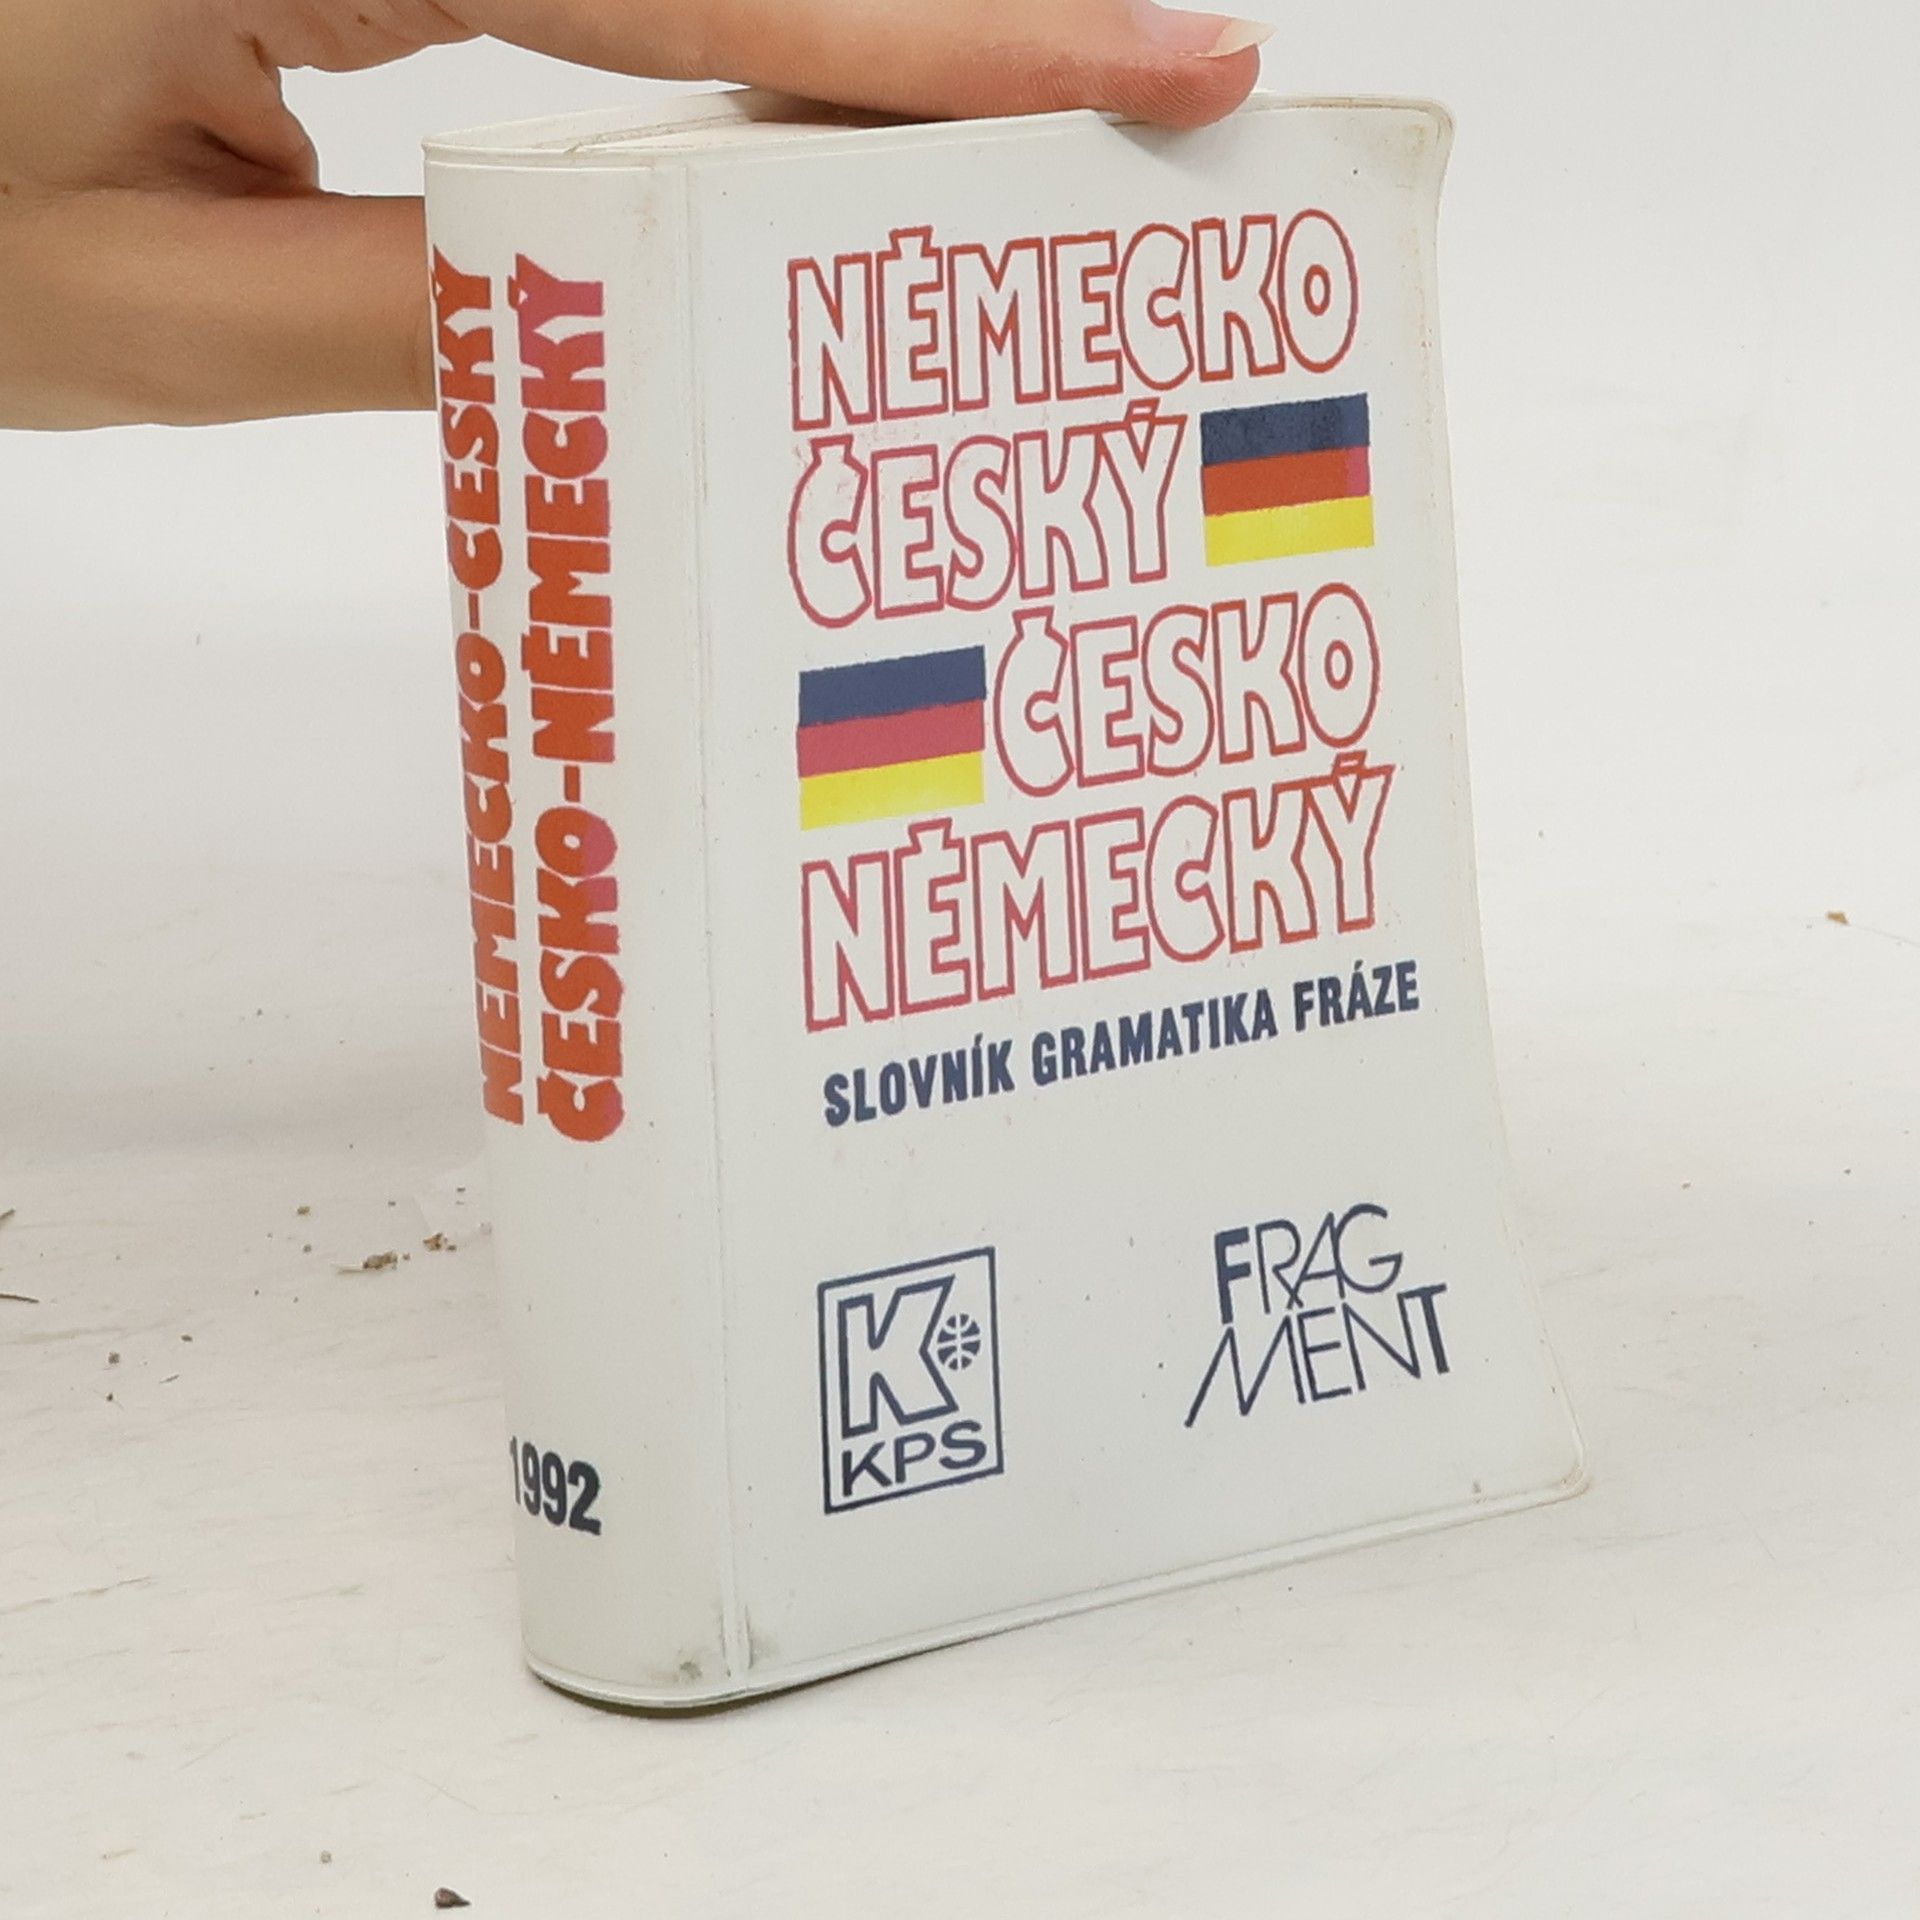 NĚMECKO-ČESKÝ
ČESKO-NĚMECKÝ
1992
NĚMECKO
ČESKÝ
ČESKO
NĚMECKÝ
SLOVNÍK GRAMATIKA FRÁZE
K
KPS
FRAG
MENT